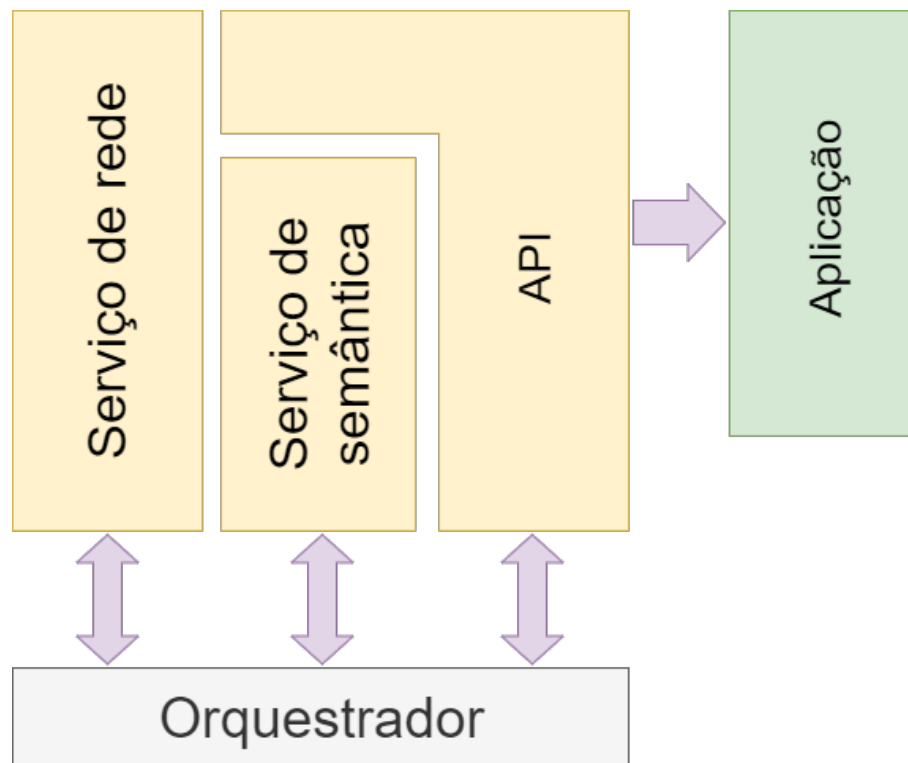 Serviço de rede
Serviço de
semântica
API
Aplicação
Orquestrador